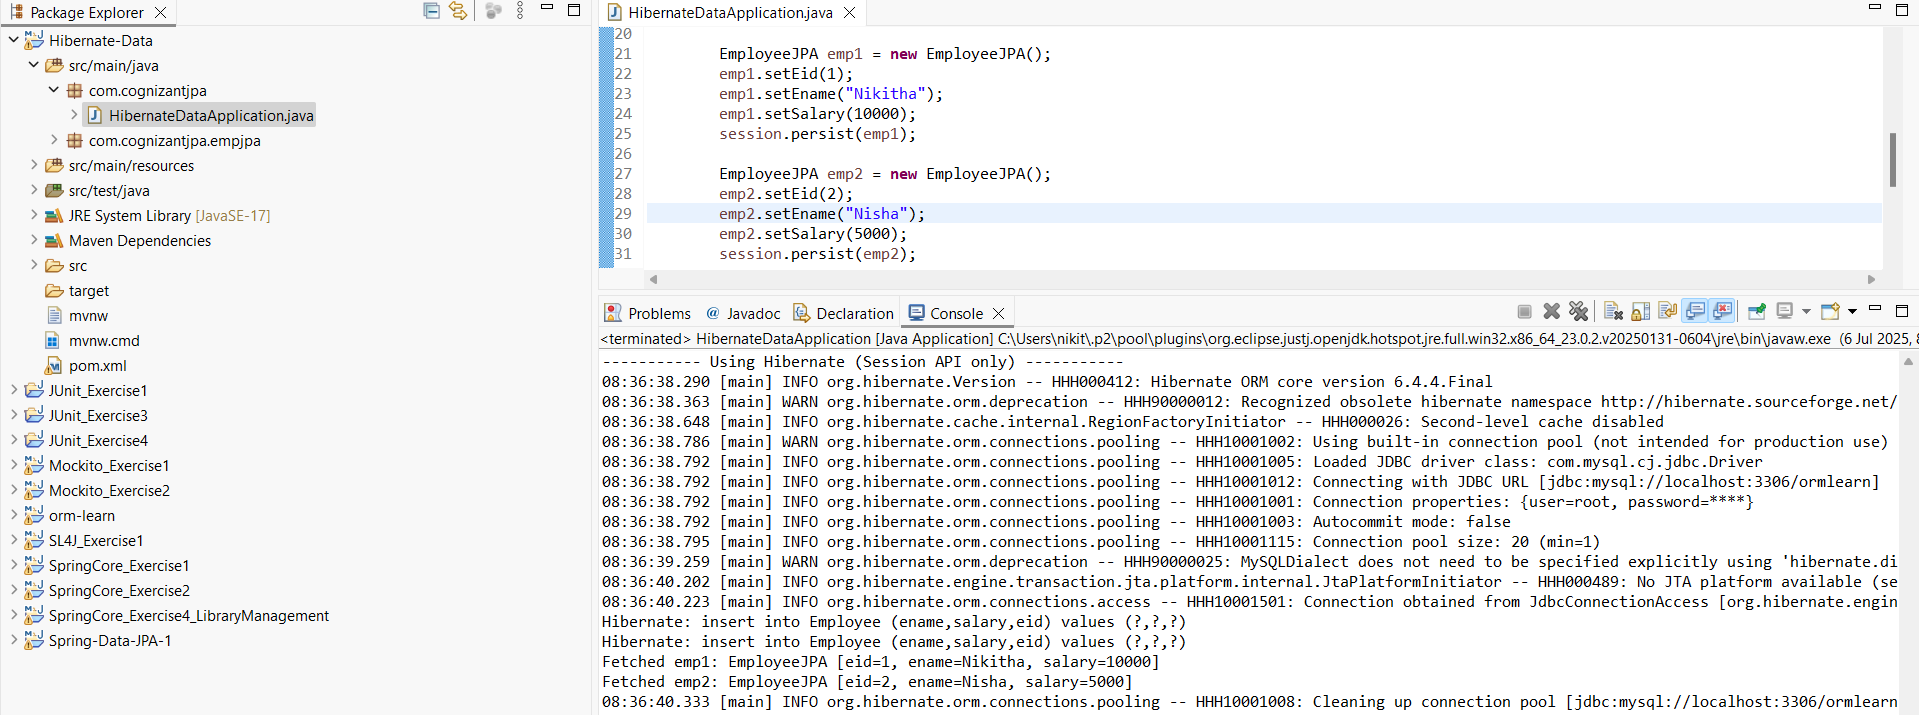 Package Explorer
Hibernate-Data
src/main/java
com.cognizantjpa
HibernateDataApplication.java
com.cognizantjpa.empjpa
src/main/resources
src/test/java
JRE System Library [JavaSE-17]
Maven Dependencies
src
target
mvnw
mvnw.cmd
pom.xml
JUnit_Exercise1
JUnit_Exercise3
JUnit_Exercise4
Mockito_Exercise1
Mockito_Exercise2
orm-learn
SL4J_Exercise1
SpringCore_Exercise1
SpringCore_Exercise2
SpringCore_Exercise4_LibraryManagement
Spring-Data-JPA-1
HibernateDataApplication.java
20
21 EmployeeJPA emp1 = new EmployeeJPA();
22 emp1.setEid(1);
23 emp1.setEname("Nikitha");
24 emp1.setSalary(10000);
25 session.persist(emp1);
26
27 EmployeeJPA emp2 = new EmployeeJPA();
28 emp2.setEid(2);
29 emp2.setEname("Nisha");
30 emp2.setSalary(5000);
31 session.persist(emp2);
Problems @ Javadoc Declaration Console
<terminated> HibernateDataApplication [Java Application] C:\Users\nikit\.p2\pool\plugins\org.eclipse.justj.openjdk.hotspot.jre.full.win32.x86_64_23.0.2.v20250131-0604\jre\bin\javaw.exe (6 Jul 2025, 8
----------- Using Hibernate (Session API only) -----------
08:36:38.290 [main] INFO org.hibernate.Version -- HHH000412: Hibernate ORM core version 6.4.4.Final
08:36:38.363 [main] WARN org.hibernate.orm.deprecation -- HHH90000012: Recognized obsolete hibernate namespace http://hibernate.sourceforge.net/
08:36:38.648 [main] INFO org.hibernate.cache.internal.RegionFactoryInitiator -- HHH000026: Second-level cache disabled
08:36:38.786 [main] WARN org.hibernate.orm.connections.pooling -- HHH10001002: Using built-in connection pool (not intended for production use)
08:36:38.792 [main] INFO org.hibernate.orm.connections.pooling -- HHH10001005: Loaded JDBC driver class: com.mysql.cj.jdbc.Driver
08:36:38.792 [main] INFO org.hibernate.orm.connections.pooling -- HHH10001012: Connecting with JDBC URL [jdbc:mysql://localhost:3306/ormlearn]
08:36:38.792 [main] INFO org.hibernate.orm.connections.pooling -- HHH10001001: Connection properties: {user=root, password=****}
08:36:38.792 [main] INFO org.hibernate.orm.connections.pooling -- HHH10001003: Autocommit mode: false
08:36:38.795 [main] INFO org.hibernate.orm.connections.pooling -- HHH10001115: Connection pool size: 20 (min=1)
08:36:39.259 [main] WARN org.hibernate.orm.deprecation -- HHH90000025: MySQLDialect does not need to be specified explicitly using 'hibernate.di
08:36:40.202 [main] INFO org.hibernate.engine.transaction.jta.platform.internal.JtaPlatformInitiator -- HHH000489: No JTA platform available (se
08:36:40.223 [main] INFO org.hibernate.orm.connections.access -- HHH10001501: Connection obtained from JdbcConnectionAccess [org.hibernate.engin
Hibernate: insert into Employee (ename,salary,eid) values (?,?,?)
Hibernate: insert into Employee (ename,salary,eid) values (?,?,?)
Fetched emp1: EmployeeJPA [eid=1, ename=Nikitha, salary=10000]
Fetched emp2: EmployeeJPA [eid=2, ename=Nisha, salary=5000]
08:36:40.333 [main] INFO org.hibernate.orm.connections.pooling -- HHH10001008: Cleaning up connection pool [jdbc:mysql://localhost:3306/ormlearn